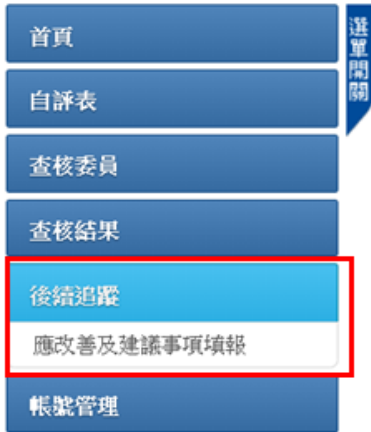 首頁
選單開關
自評表
查核委員
查核結果
後續追蹤
應改善及建議事項填報
帳號管理